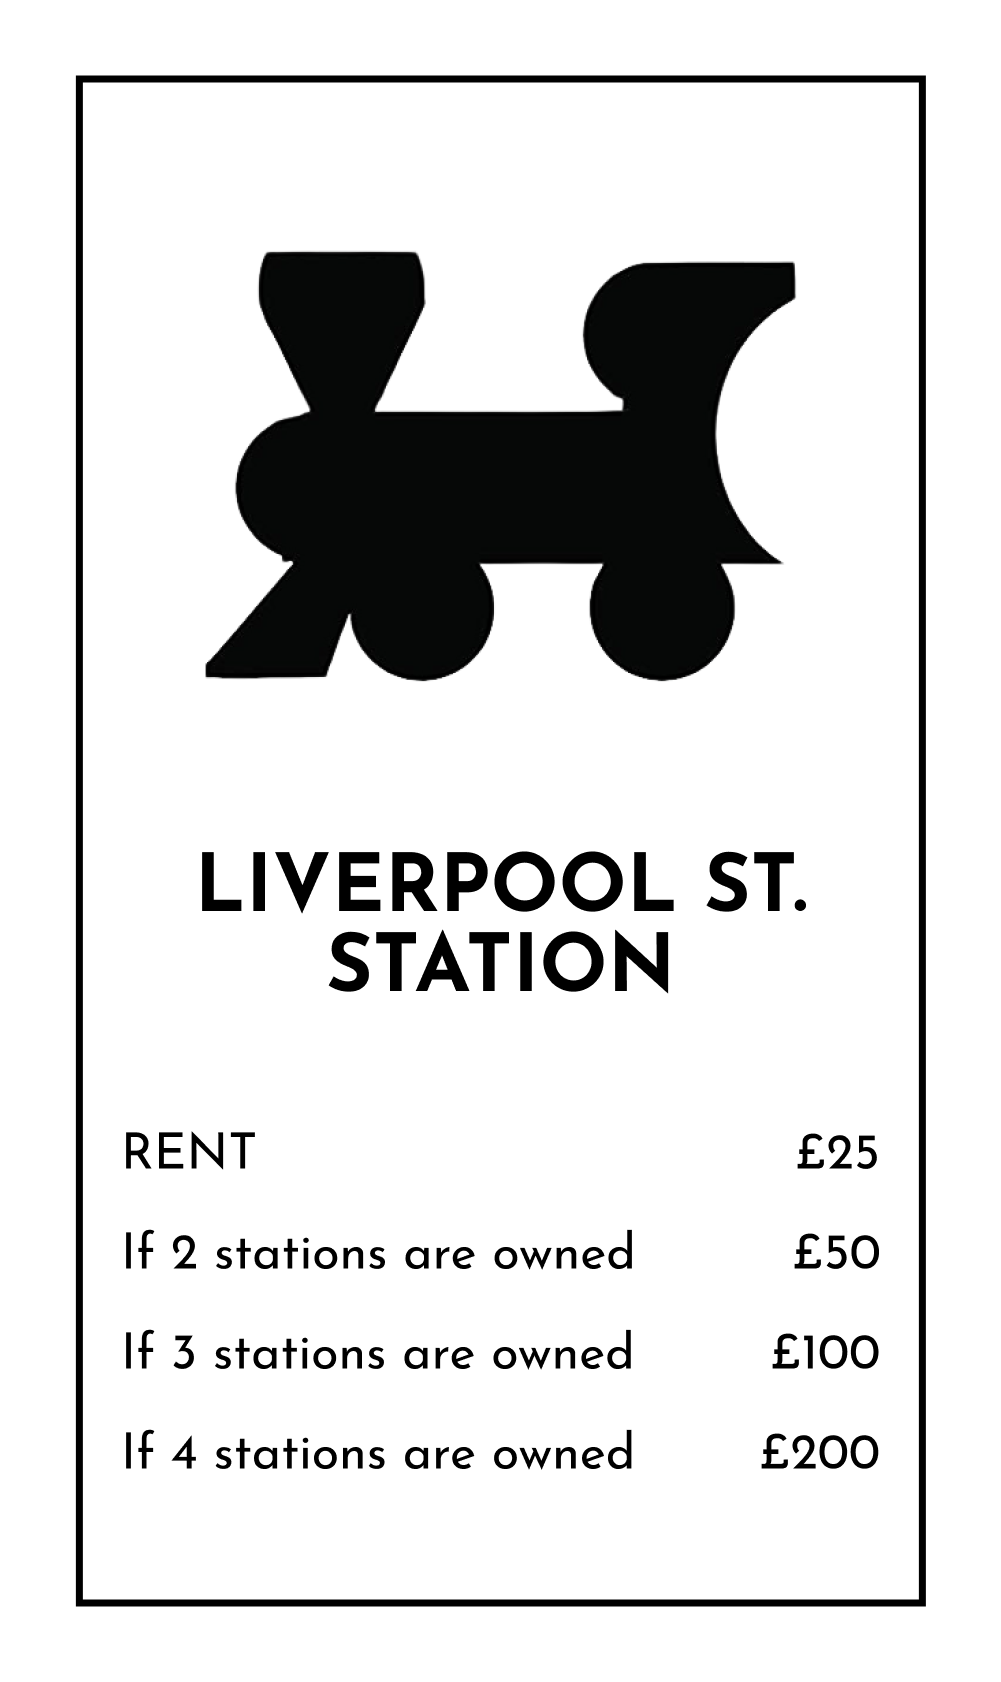 LIVERPOOL ST.
STATION
RENT £25
If 2 stations are owned £50
If 3 stations are owned £100
If 4 stations are owned £200